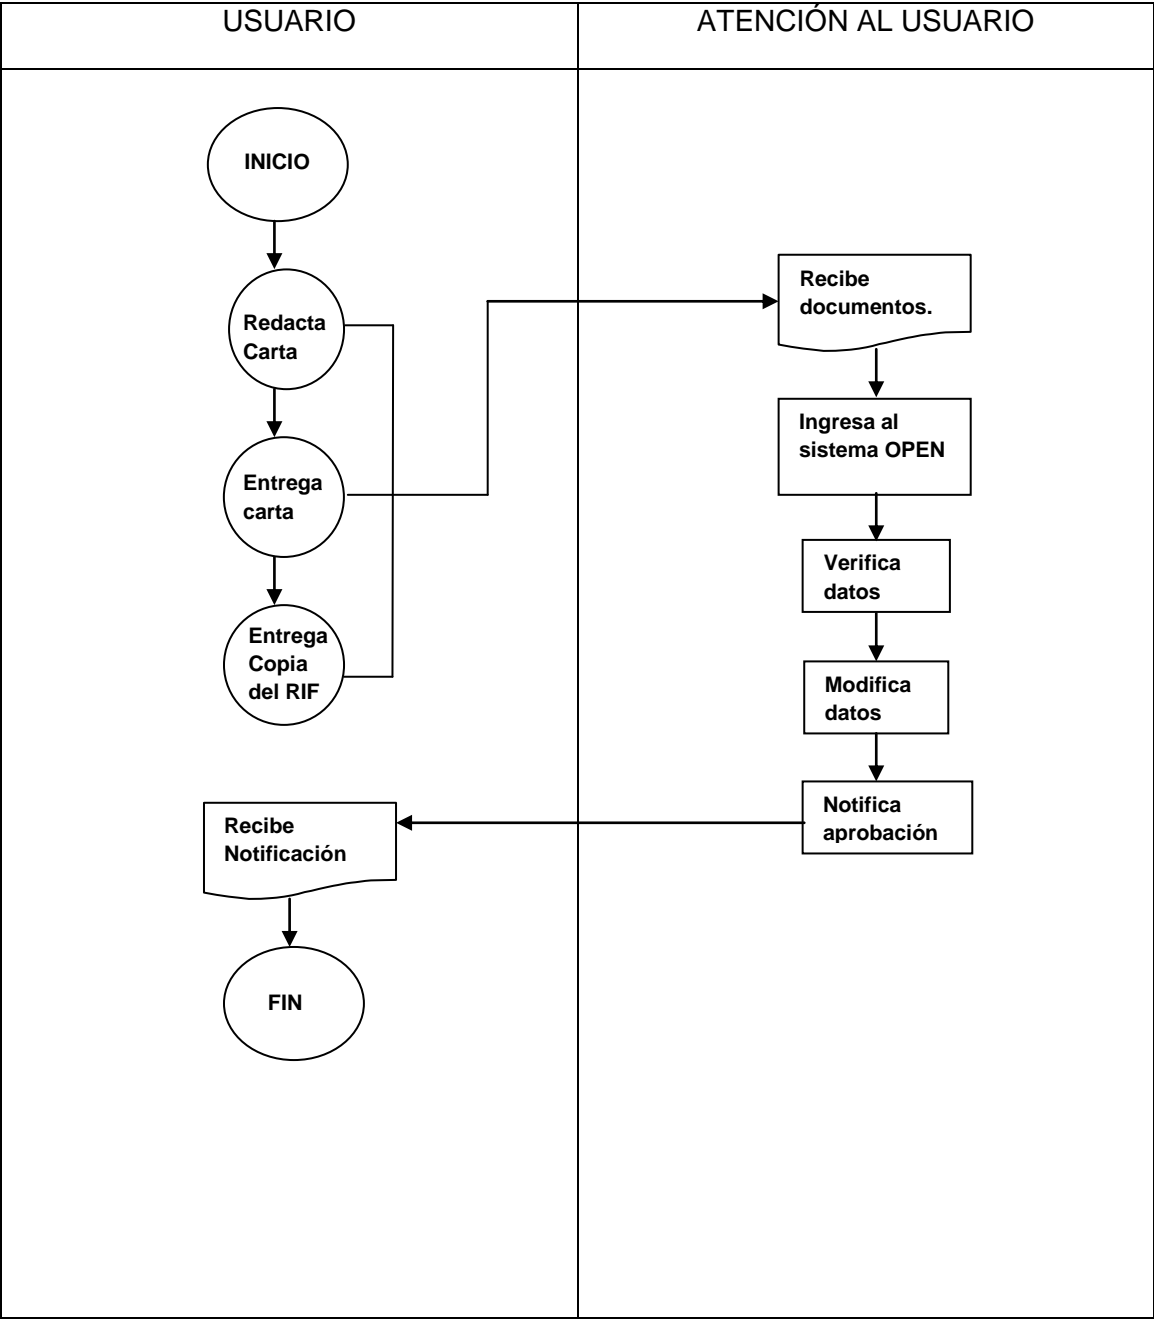 USUARIO
ATENCIÓN AL USUARIO
INICIO
Redacta
Carta
Entrega
carta
Entrega
Copia
del RIF
Recibe
documentos.
Ingresa al
sistema OPEN
Verifica
datos
Modifica
datos
Notifica
aprobación
Recibe
Notificación
FIN